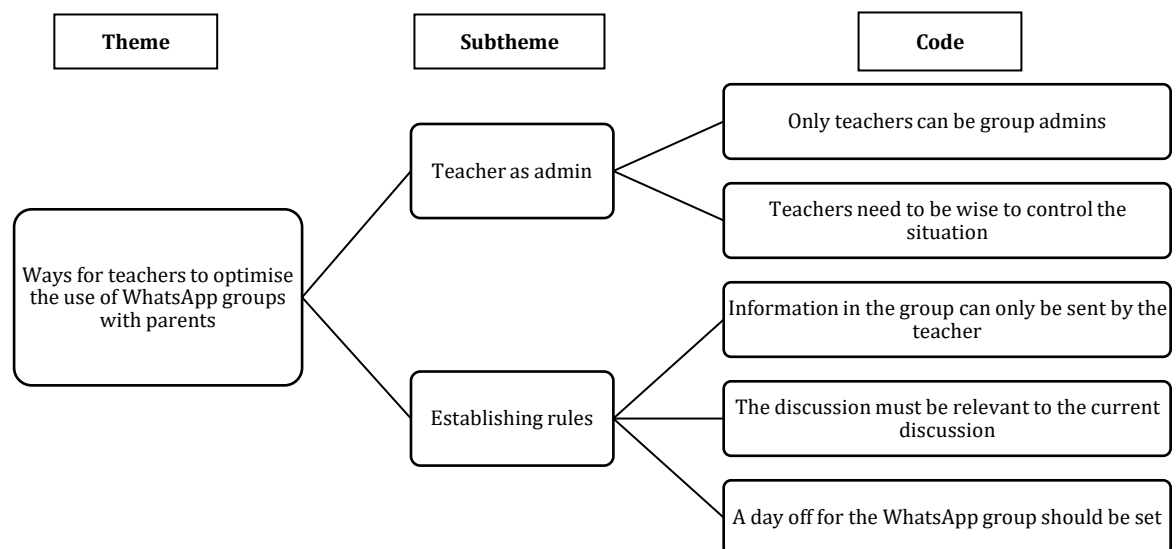 Theme
Subtheme
Code
Ways for teachers to optimise
the use of WhatsApp groups
with parents
Teacher as admin
Only teachers can be group admins
Teachers need to be wise to control the
situation
Establishing rules
Information in the group can only be sent by the
teacher
The discussion must be relevant to the current
discussion
A day off for the WhatsApp group should be set